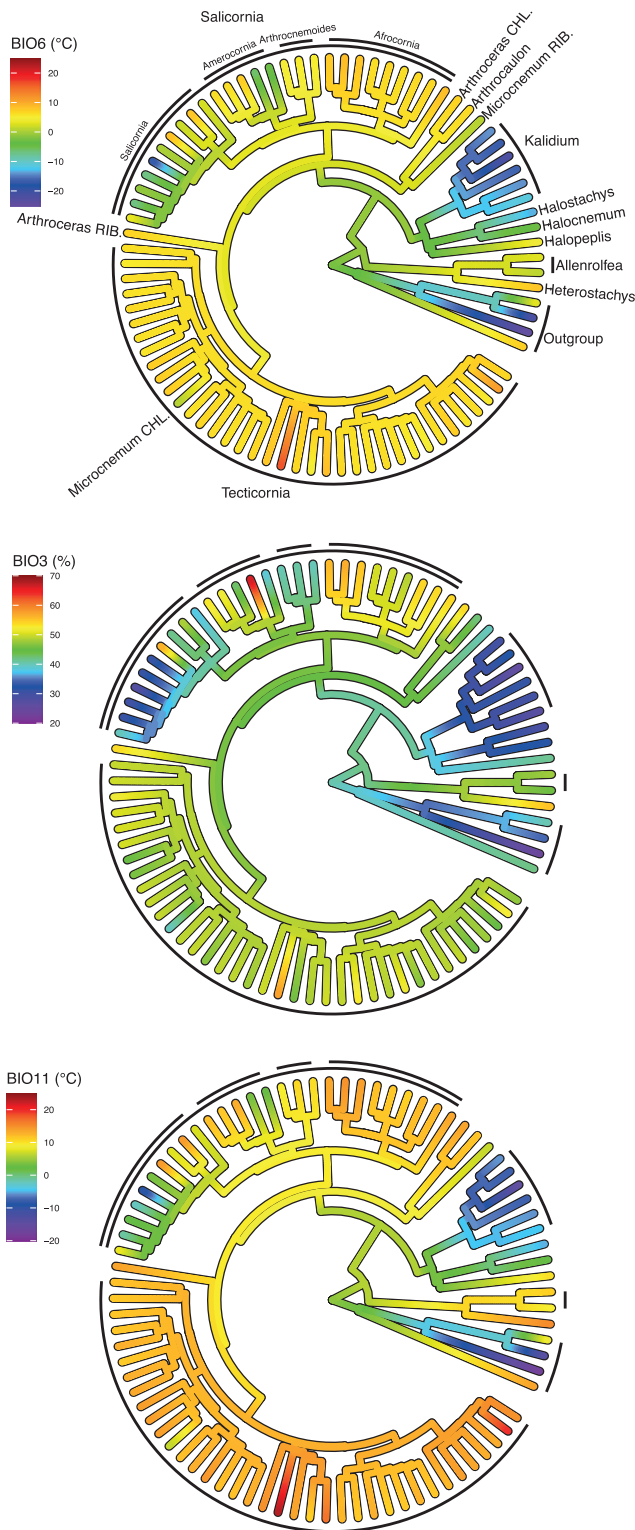 Salicornia
BIO6 (°C)
20
10
0
−10
−20
Amerocornia
Arthrocnemoides
Afrocornia
Salicornia
Arthroceras CHL.
Arthrocaulon
Microcnemum RIB.
Kalidium
Halostachys
Halocnemum
Halopeplis
Allenrolfea
Heterostachys
Outgroup
Arthroceras RIB.
Microcnemum CHL.
Tecticornia
BIO3 (%)
70
60
50
40
30
20
BIO11 (°C)
20
10
0
−10
−20